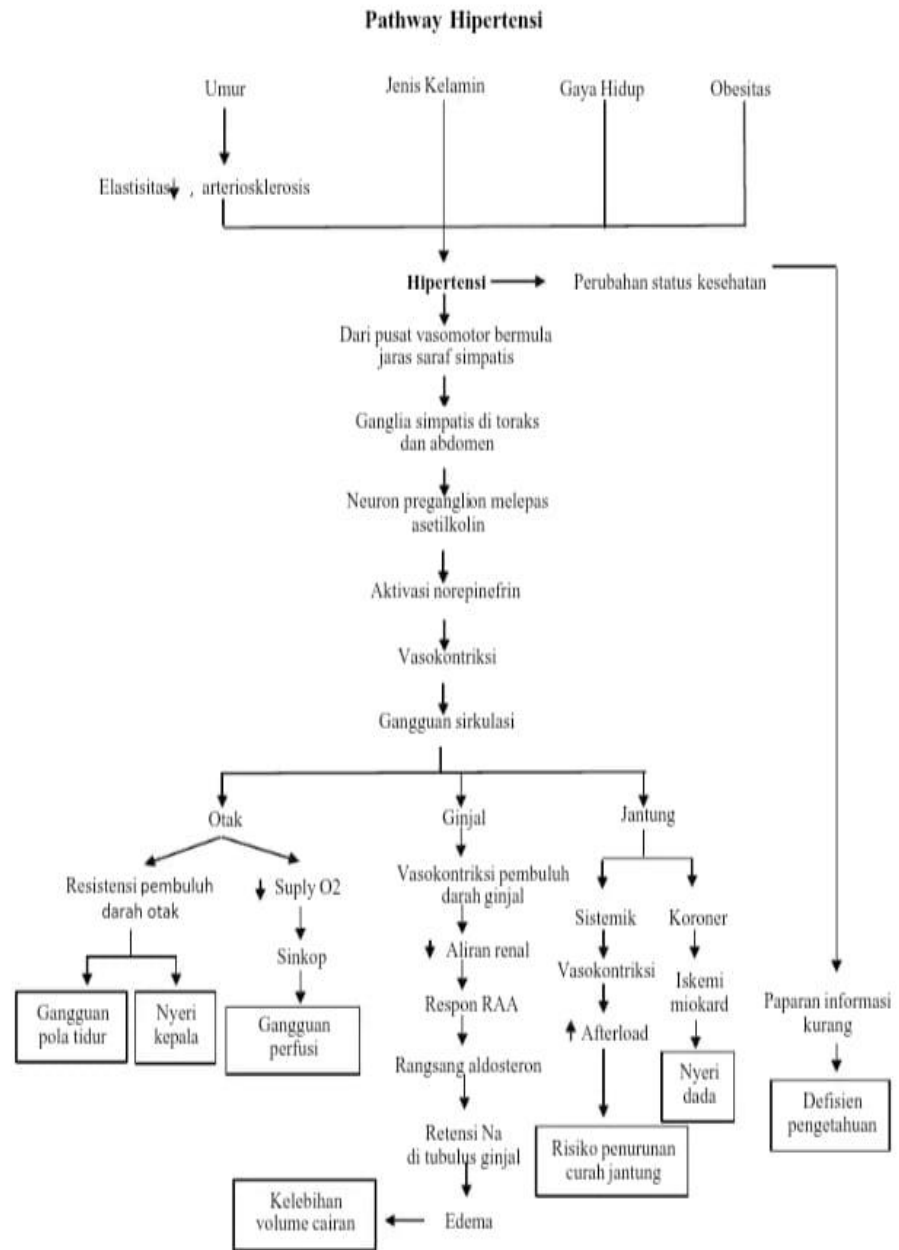 Pathway Hipertensi
Umur
Jenis Kelamin
Gaya Hidup
Obesitas
Elastisitas , arteriosklerosis
Hipertensi
Perubahan status kesehatan
Dari pusat vasomotor bermula
jaras saraf simpatis
Ganglia simpatis di toraks
dan abdomen
Neuron preganglion melepas
asetilkolin
Aktivasi norepinefrin
Vasokontriksi
Gangguan sirkulasi
Otak
Ginjal
Jantung
Resistensi pembuluh
darah otak
Suply O2
Vasokontriksi pembuluh
darah ginjal
Sistemik
Koroner
Sinkop
Aliran renal
Vasokontriksi
Iskemi
miokard
Gangguan
pola tidur
Nyeri
kepala
Gangguan
perfusi
Respon RAA
Afterload
Paparan informasi
kurang
Rangsang aldosteron
Nyeri
dada
Defisien
pengetahuan
Retensi Na
di tubulus ginjal
Risiko penurunan
curah jantung
Kelebihan
volume cairan
Edema